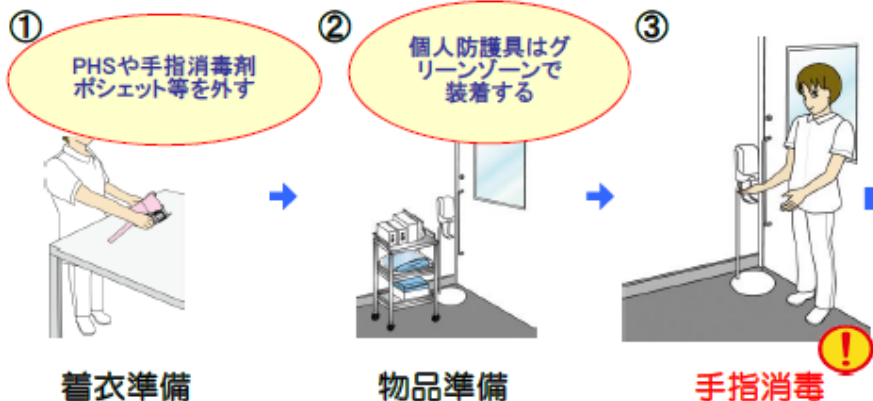 ①
PHSや手指消毒剤
ポシェット等を外す
②
個人防護具はグ
リーンゾーンで
装着する
③
着衣準備
物品準備
手指消毒
!